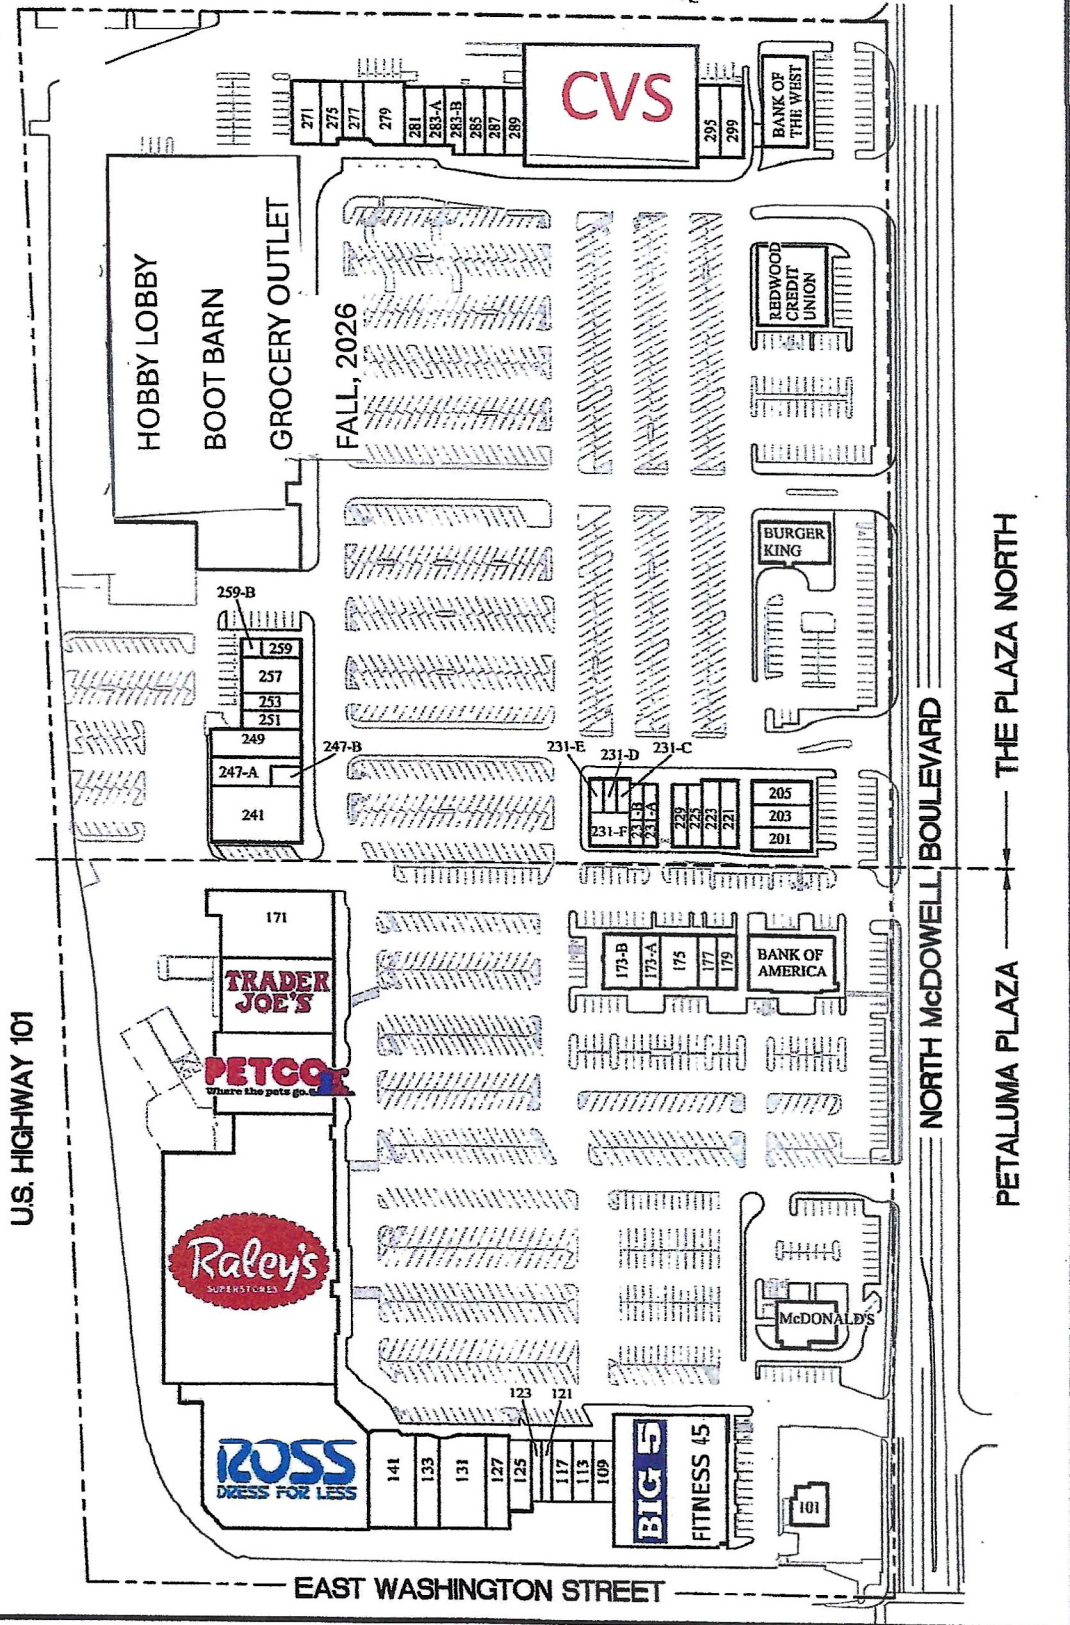 271
275
277
279
281
283-A
283-B
285
287
289
CVS
295
299
BANK OF
THE WEST
HOBBY LOBBY
BOOT BARN
GROCERY OUTLET
FALL, 2026
REDWOOD
CREDIT
UNION
BURGER
KING
259-B
259
257
253
251
249
247-A
247-B
241
231-E
231-D
231-C
231-F
231-B
231-A
229
225
223
221
205
203
201
THE PLAZA NORTH
NORTH McDOWELL BOULEVARD
PETALUMA PLAZA
U.S. HIGHWAY 101
171
TRADER
JOE'S
PETCO
Where the pets go.
173-B
173-A
175
177
179
BANK OF
AMERICA
Raley's
SUPERSTORES
McDONALD'S
ROSS
DRESS FOR LESS
141
133
131
127
125
123
121
117
113
109
BIG 5
FITNESS 45
101
EAST WASHINGTON STREET